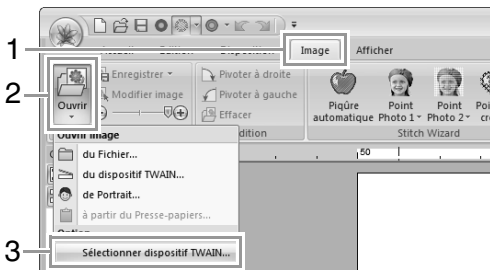 1
Image
Afficher
2
Ouvrir
Enregistrer
Modifier image
Pivoter à droite
Pivoter à gauche
Effacer
Piqûre automatique
Point Photo 1
Point Photo 2
Stitch Wizard
Ouvrir image
du Fichier...
du dispositif TWAIN...
de Portrait...
à partir du Presse-papiers...
50
3
Sélectionner dispositif TWAIN...